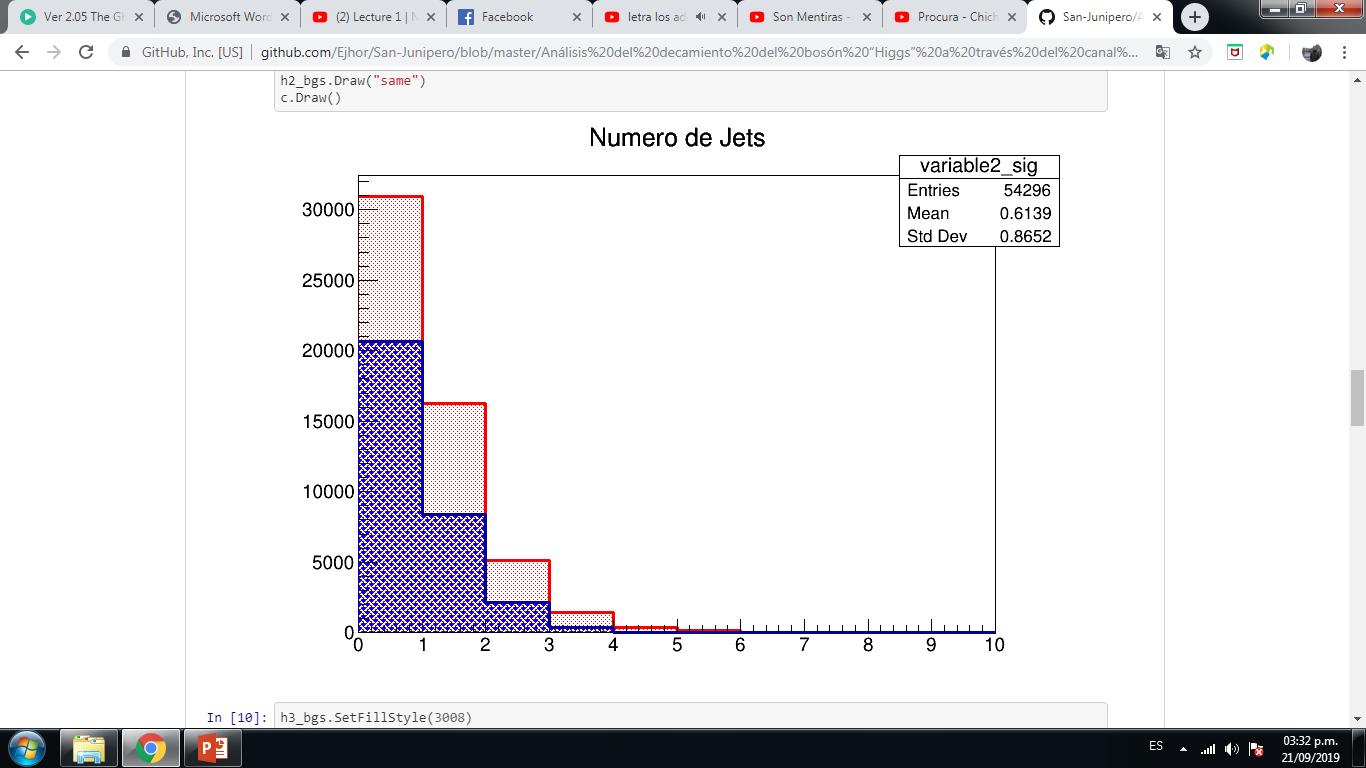 Ver 2.05 The Gh
Microsoft Word
(2) Lecture 1 | N
Facebook
letra los ad
Son Mentiras -
Procura - Chich
San-Junipero/A
GitHub, Inc. [US]
github.com/Ejhor/San-Junipero/blob/master/Análisis%20del%20decamiento%20del%20bosón%20"Higgs"%20a%20través%20del%20canal%...
h2_bgs.Draw("same")
c.Draw()
Numero de Jets
variable2_sig
Entries 54296
Mean 0.6139
Std Dev 0.8652
30000
25000
20000
15000
10000
5000
0
0 1 2 3 4 5 6 7 8 9 10
In [10]: h3_bgs.SetFillStyle(3008)
ES
03:32 p.m.
21/09/2019